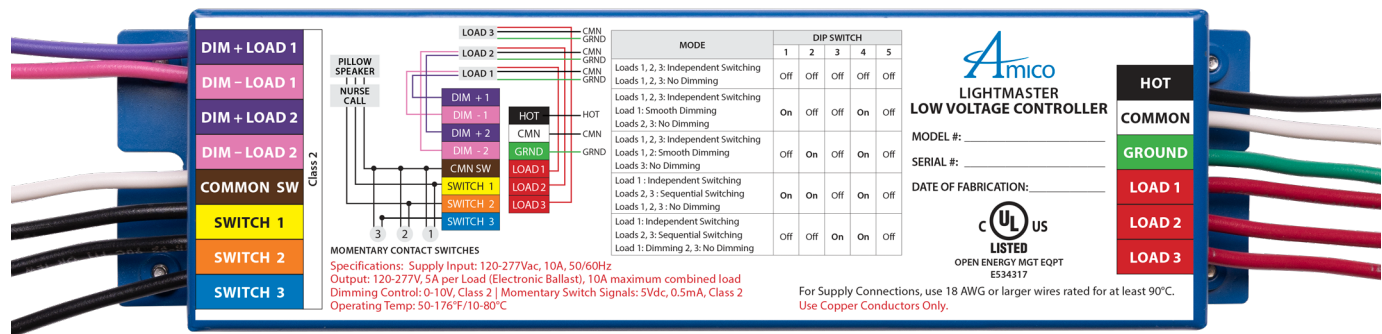 DIM + LOAD 1
DIM – LOAD 1
DIM + LOAD 2
DIM – LOAD 2
COMMON SW
SWITCH 1
SWITCH 2
SWITCH 3
Class 2
PILLOW
SPEAKER
NURSE
CALL
LOAD 3
LOAD 2
LOAD 1
CMN
GRND
CMN
GRND
CMN
GRND
DIM + 1
DIM - 1
DIM + 2
DIM - 2
CMN SW
SWITCH 1
SWITCH 2
SWITCH 3
HOT
CMN
GRND
LOAD 1
LOAD 2
LOAD 3
HOT
CMN
GRND
3 2 1
MOMENTARY CONTACT SWITCHES
MODE DIP SWITCH
1 2 3 4 5
Loads 1, 2, 3: Independent Switching
Loads 1, 2, 3: No Dimming
Off Off Off Off Off
Loads 1, 2, 3: Independent Switching
Load 1: Smooth Dimming
Loads 2, 3: No Dimming
On Off Off On Off
Loads 1, 2, 3: Independent Switching
Loads 1, 2: Smooth Dimming
Loads 3: No Dimming
Off On Off On Off
Load 1 : Independent Switching
Loads 2, 3 : Sequential Switching
Loads 1, 2, 3 : No Dimming
On On Off On Off
Load 1: Independent Switching
Loads 2, 3: Sequential Switching
Load 1: Dimming 2, 3: No Dimming
Off Off On On Off
Specifications: Supply Input: 120-277Vac, 10A, 50/60Hz
Output: 120-277V, 5A per Load (Electronic Ballast), 10A maximum combined load
Dimming Control: 0-10V, Class 2 | Momentary Switch Signals: 5Vdc, 0.5mA, Class 2
Operating Temp: 50-176°F/10-80°C
Amico
LIGHTMASTER
LOW VOLTAGE CONTROLLER
MODEL #:
SERIAL #:
DATE OF FABRICATION:
C UL US
LISTED
OPEN ENERGY MGT EQPT
E534317
For Supply Connections, use 18 AWG or larger wires rated for at least 90°C.
Use Copper Conductors Only.
HOT
COMMON
GROUND
LOAD 1
LOAD 2
LOAD 3